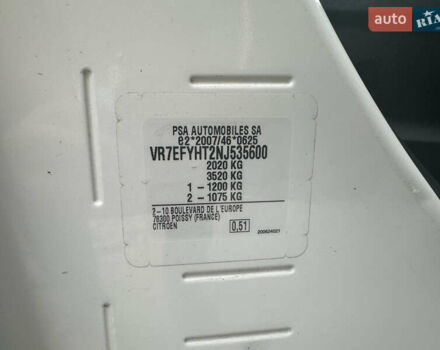 auto RIA
PSA AUTOMOBILES SA
e2*2007/46*0625
VR7EFYHT2NJ535600
2020 KG
3520 KG
1 – 1200 KG
2 – 1075 KG
2–10 BOULEVARD DE L'EUROPE
78300 POISSY (FRANCE)
CITROEN
0.51
200624021